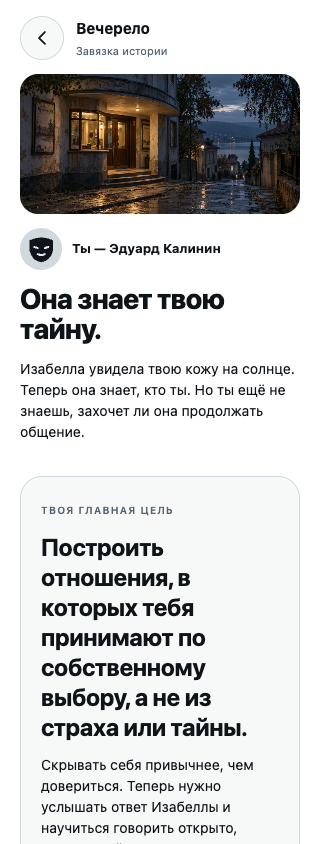 Вечерело
Завязка истории
Ты — Эдуард Калинин
Она знает твою
тайну.
Изабелла увидела твою кожу на солнце.
Теперь она знает, кто ты. Но ты ещё не
знаешь, захочет ли она продолжать
общение.
ТВОЯ ГЛАВНАЯ ЦЕЛЬ
Построить
отношения, в
которых тебя
принимают по
собственному
выбору, а не из
страха или тайны.
Скрывать себя привычнее, чем
довериться. Теперь нужно
услышать ответ Изабеллы и
научиться говорить открыто,